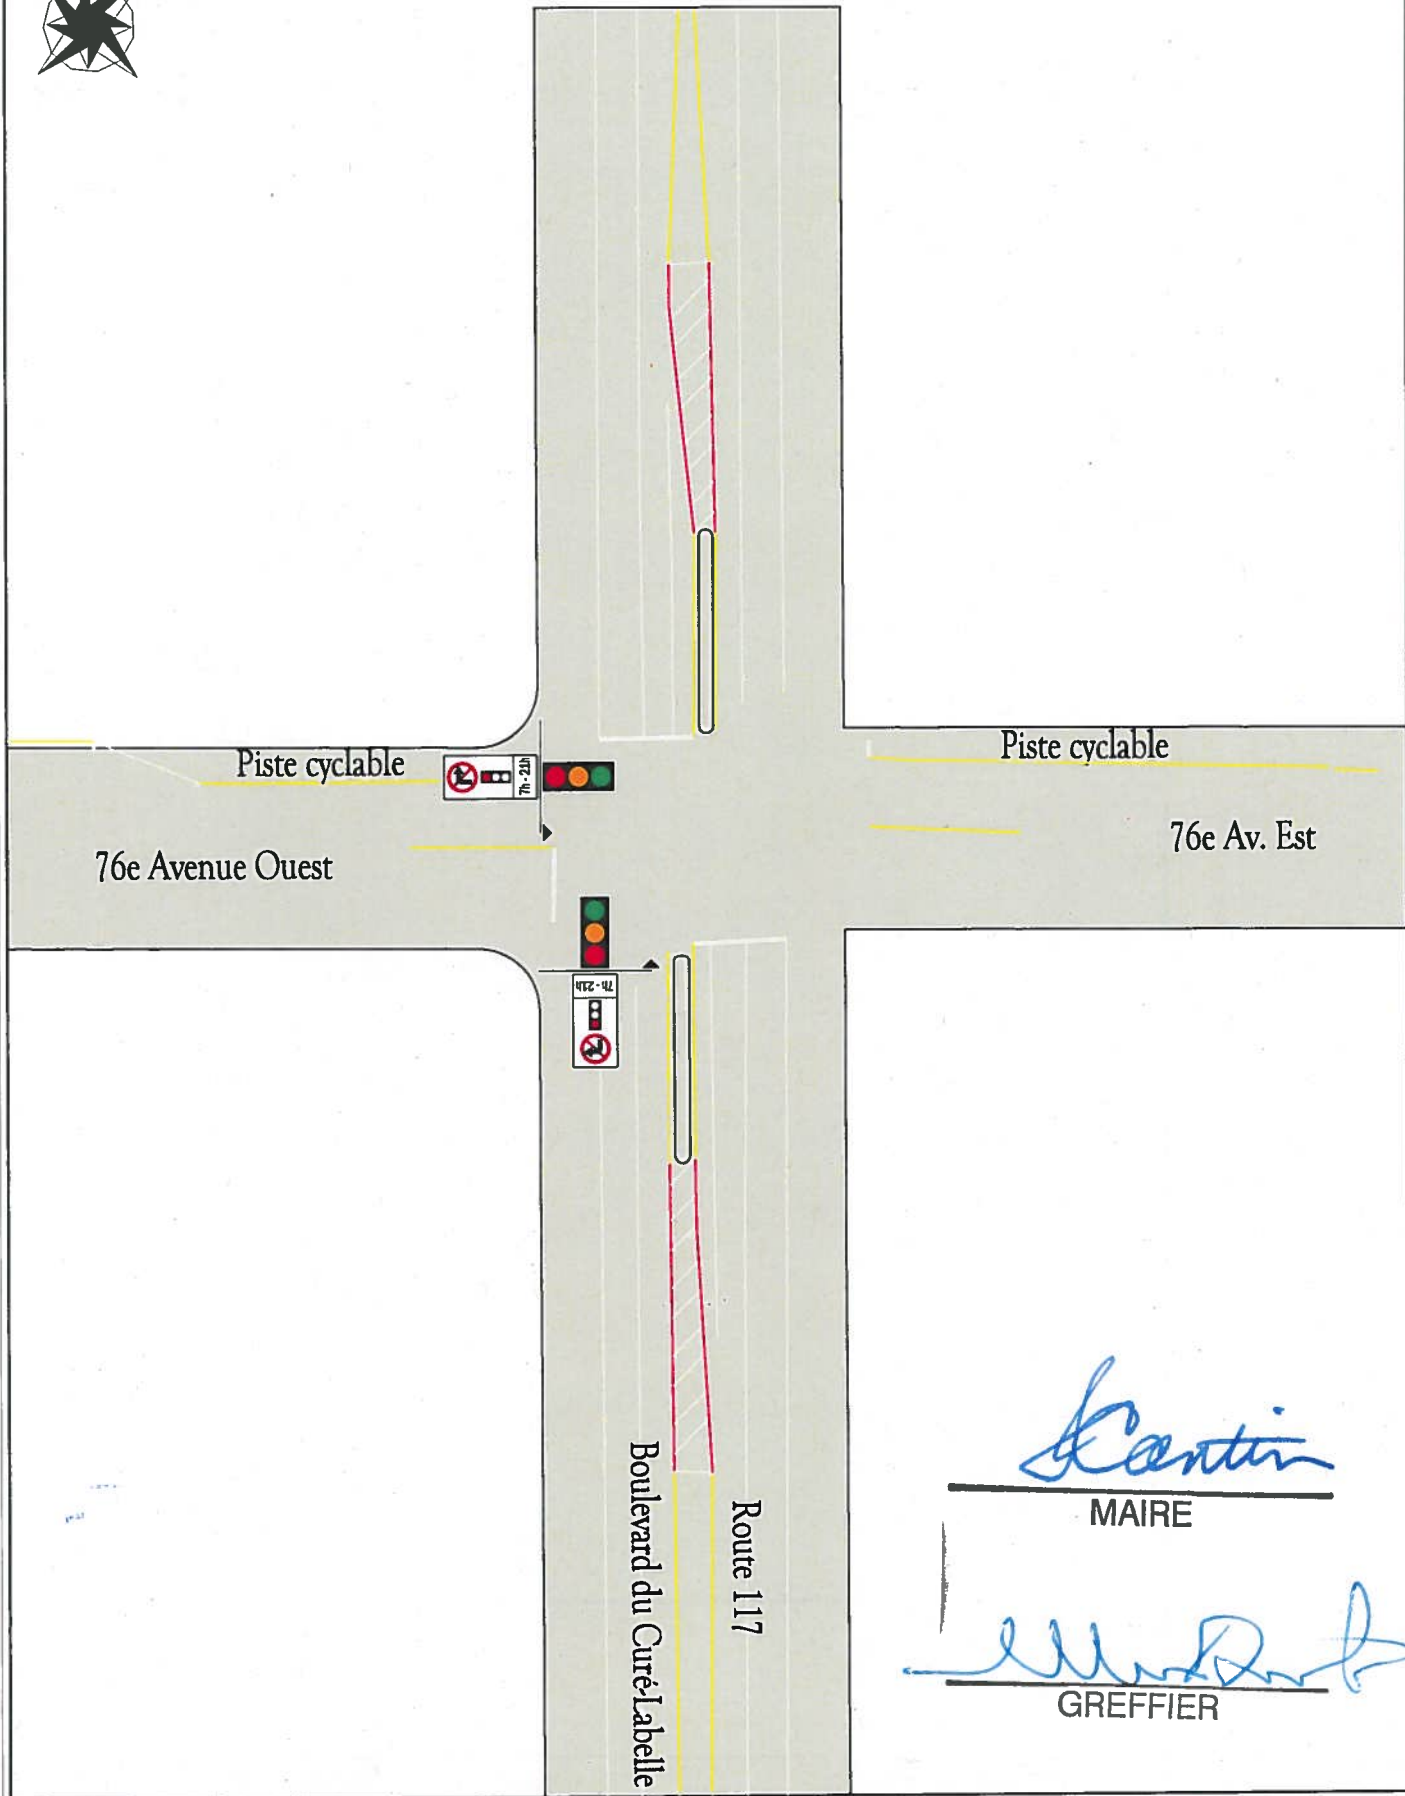 Piste cyclable
7h - 21h
Piste cyclable
76e Avenue Ouest
76e Av. Est
7h - 21h
Boulevard du Curé-Labelle
Route 117
Cantin
MAIRE
GREFFIER